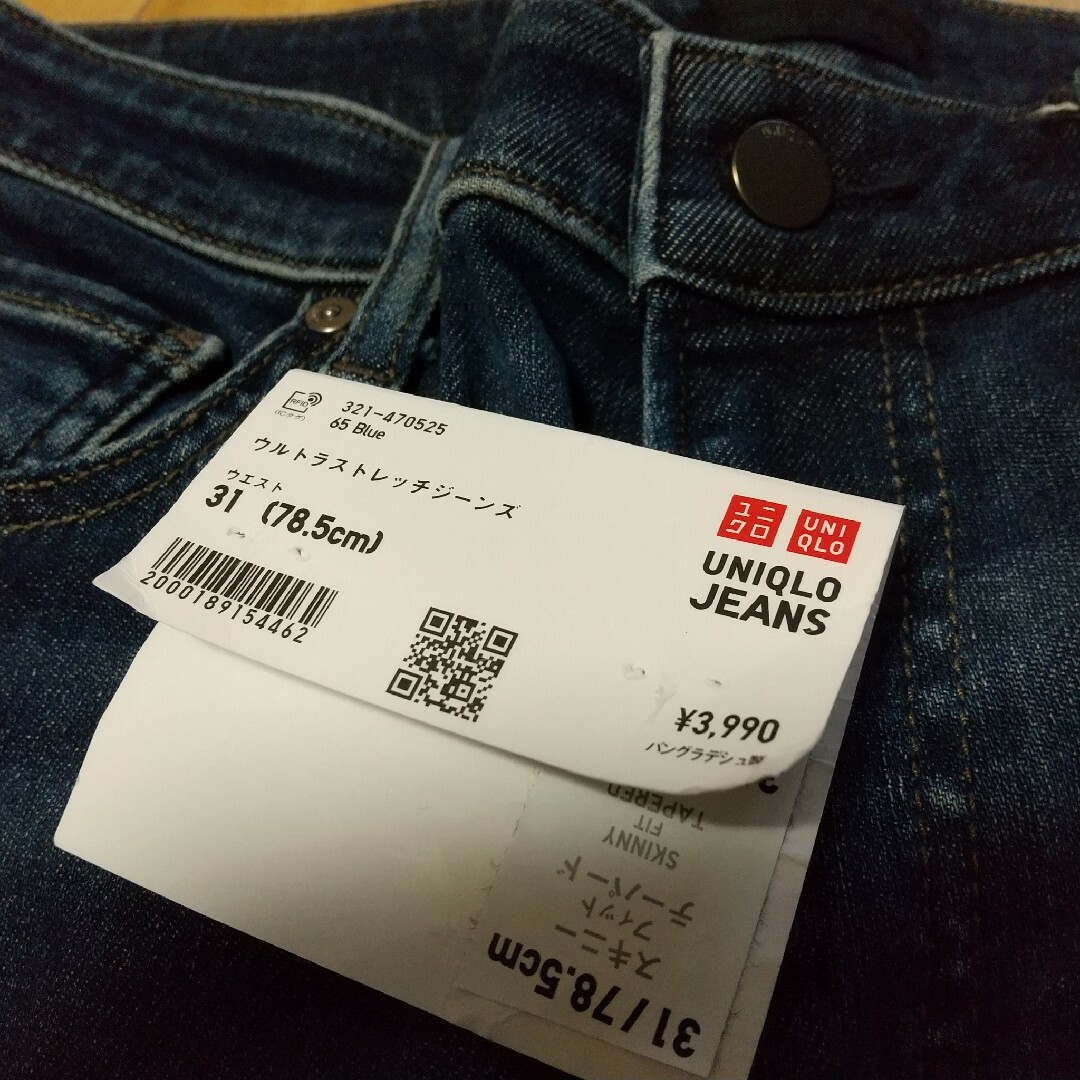 RFID
(ICタグ)
321-470525
65 Blue
ウルトラストレッチジーンズ
ウエスト
31 (78.5cm)
2000189154462
ユニ
クロ
UNI
QLO
UNIQLO
JEANS
¥3,990
バングラデシュ製
31/78.5cm
スキニー
フィット
テーパード
SKINNY
FIT
TAPERED